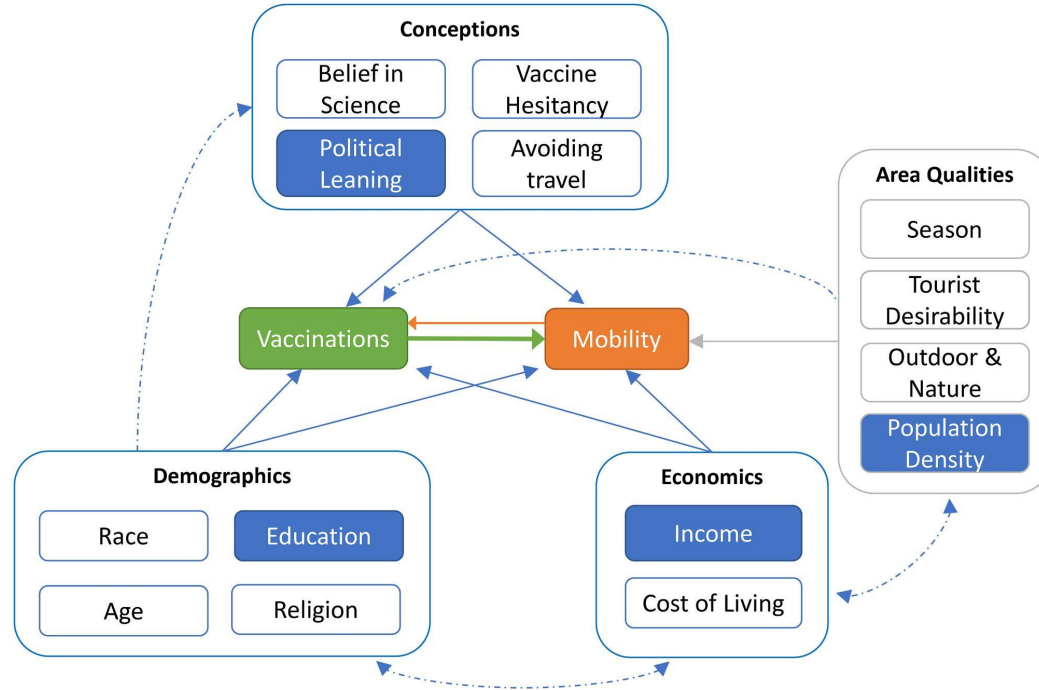 Conceptions
Belief in
Science
Vaccine
Hesitancy
Political
Leaning
Avoiding
travel
Area Qualities
Season
Tourist
Desirability
Outdoor &
Nature
Population
Density
Vaccinations
Mobility
Demographics
Race
Education
Age
Religion
Economics
Income
Cost of Living